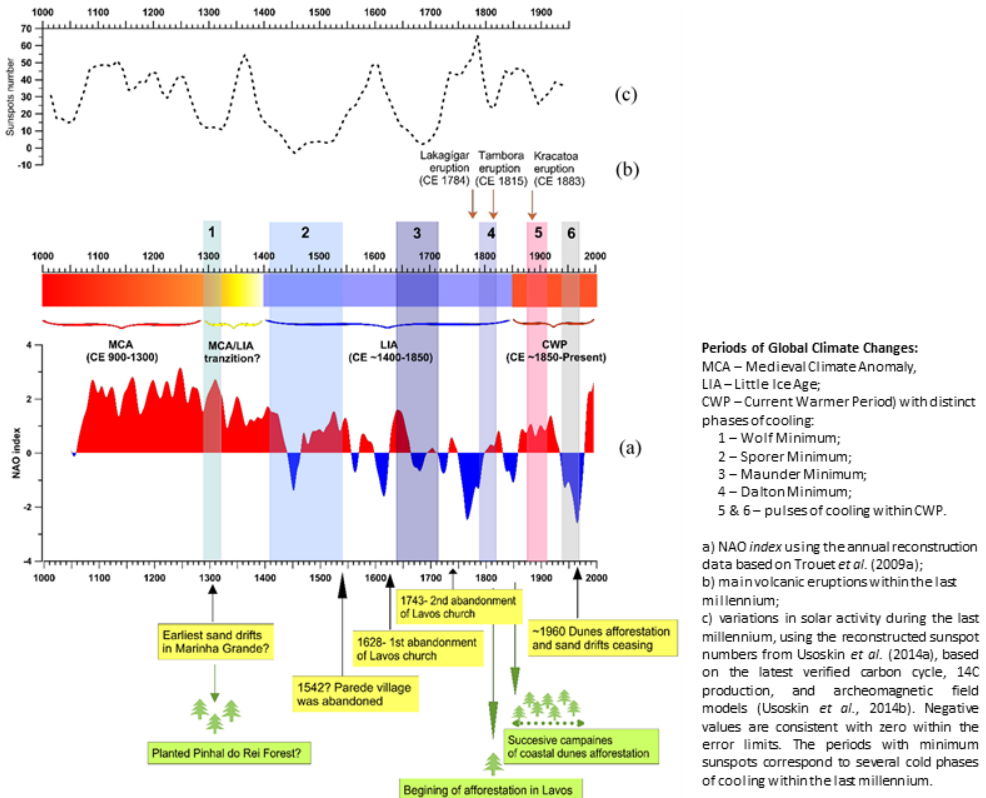 1000 1100 1200 1300 1400 1500 1600 1700 1800 1900
70
60
50
40
30
20
10
0
-10
Sunspots number
(c)
Lakagígar
eruption
(CE 1784)
Tambora
eruption
(CE 1815)
Kracatoa
eruption
(CE 1883)
(b)
1 2 3 4 5 6
1000 1100 1200 1300 1400 1500 1600 1700 1800 1900 2000
MCA
(CE 900-1300)
MCA/LIA
tranzition?
LIA
(CE ~1400-1850)
CWP
(CE ~1850-Present)
4
2
0
-2
-4
NAO index
(a)
1000 1100 1200 1300 1400 1500 1600 1700 1800 1900 2000
Earliest sand drifts
in Marinha Grande?
Planted Pinhal do Rei Forest?
1542? Parede village
was abandoned
1628- 1st abandonment
of Lavos church
1743- 2nd abandonment
of Lavos church
~1960 Dunes afforestation
and sand drifts ceasing
Succesive campaines
of coastal dunes afforestation
Begining of afforestation in Lavos
Periods of Global Climate Changes:
MCA – Medieval Climate Anomaly,
LIA – Little Ice Age;
CWP – Current Warmer Period) with distinct
phases of cooling:
1 – Wolf Minimum;
2 – Sporer Minimum;
3 – Maunder Minimum;
4 – Dalton Minimum;
5 & 6 – pulses of cooling within CWP.
a) NAO index using the annual reconstruction
data based on Trouet et al. (2009a);
b) main volcanic eruptions within the last
millennium;
c) variations in solar activity during the last
millennium, using the reconstructed sunspot
numbers from Usoskin et al. (2014a), based
on the latest verified carbon cycle, 14C
production, and archeomagnetic field
models (Usoskin et al., 2014b). Negative
values are consistent with zero within the
error limits. The periods with minimum
sunspots correspond to several cold phases
of cooling within the last millennium.